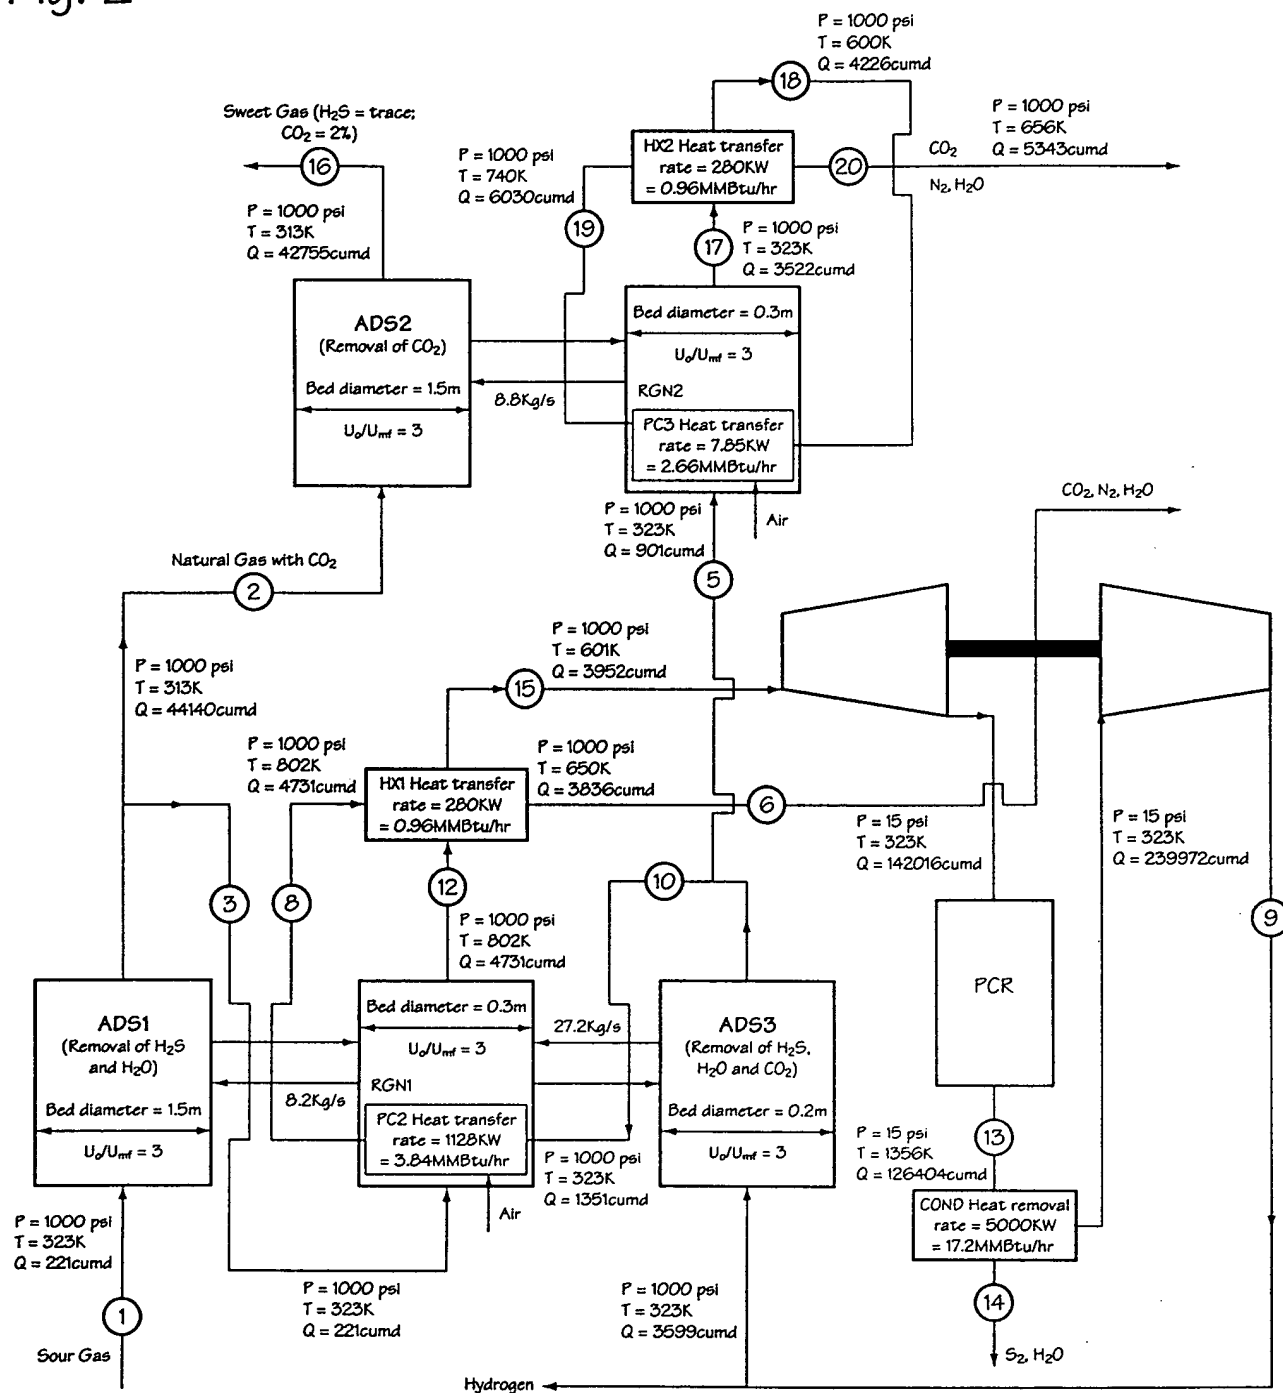 Fig. 2
P = 1000 psi
T = 600K
Q = 4226cumd
18
Sweet Gas (H₂S = trace;
CO₂ = 2%)
16
P = 1000 psi
T = 313K
Q = 42755cumd
P = 1000 psi
T = 740K
Q = 6030cumd
19
HX2 Heat transfer
rate = 280KW
= 0.96MMBtu/hr
20
CO₂
N₂, H₂O
P = 1000 psi
T = 656K
Q = 5343cumd
17
P = 1000 psi
T = 323K
Q = 3522cumd
ADS2
(Removal of CO₂)
Bed diameter = 1.5m
U₀/Uₘf = 3
8.8Kg/s
Bed diameter = 0.3m
U₀/Uₘf = 3
RGN2
PC3 Heat transfer
rate = 7.85KW
= 2.66MMBtu/hr
Air
P = 1000 psi
T = 323K
Q = 901cumd
5
CO₂, N₂, H₂O
Natural Gas with CO₂
2
P = 1000 psi
T = 313K
Q = 44140cumd
P = 1000 psi
T = 601K
Q = 3952cumd
15
P = 1000 psi
T = 802K
Q = 4731cumd
HX1 Heat transfer
rate = 280KW
= 0.96MMBtu/hr
P = 1000 psi
T = 650K
Q = 3836cumd
6
P = 15 psi
T = 323K
Q = 142016cumd
P = 15 psi
T = 323K
Q = 239972cumd
3
8
12
10
9
P = 1000 psi
T = 802K
Q = 4731cumd
PCR
ADS1
(Removal of H₂S
and H₂O)
Bed diameter = 1.5m
U₀/Uₘf = 3
8.2Kg/s
Bed diameter = 0.3m
U₀/Uₘf = 3
RGN1
PC2 Heat transfer
rate = 1128KW
= 3.84MMBtu/hr
Air
27.2Kg/s
P = 1000 psi
T = 323K
Q = 1351cumd
ADS3
(Removal of H₂S,
H₂O and CO₂)
Bed diameter = 0.2m
U₀/Uₘf = 3
13
P = 15 psi
T = 1356K
Q = 126404cumd
COND Heat removal
rate = 5000KW
= 17.2MMBtu/hr
14
S₂, H₂O
P = 1000 psi
T = 323K
Q = 221cumd
1
Sour Gas
P = 1000 psi
T = 323K
Q = 221cumd
P = 1000 psi
T = 323K
Q = 3599cumd
Hydrogen